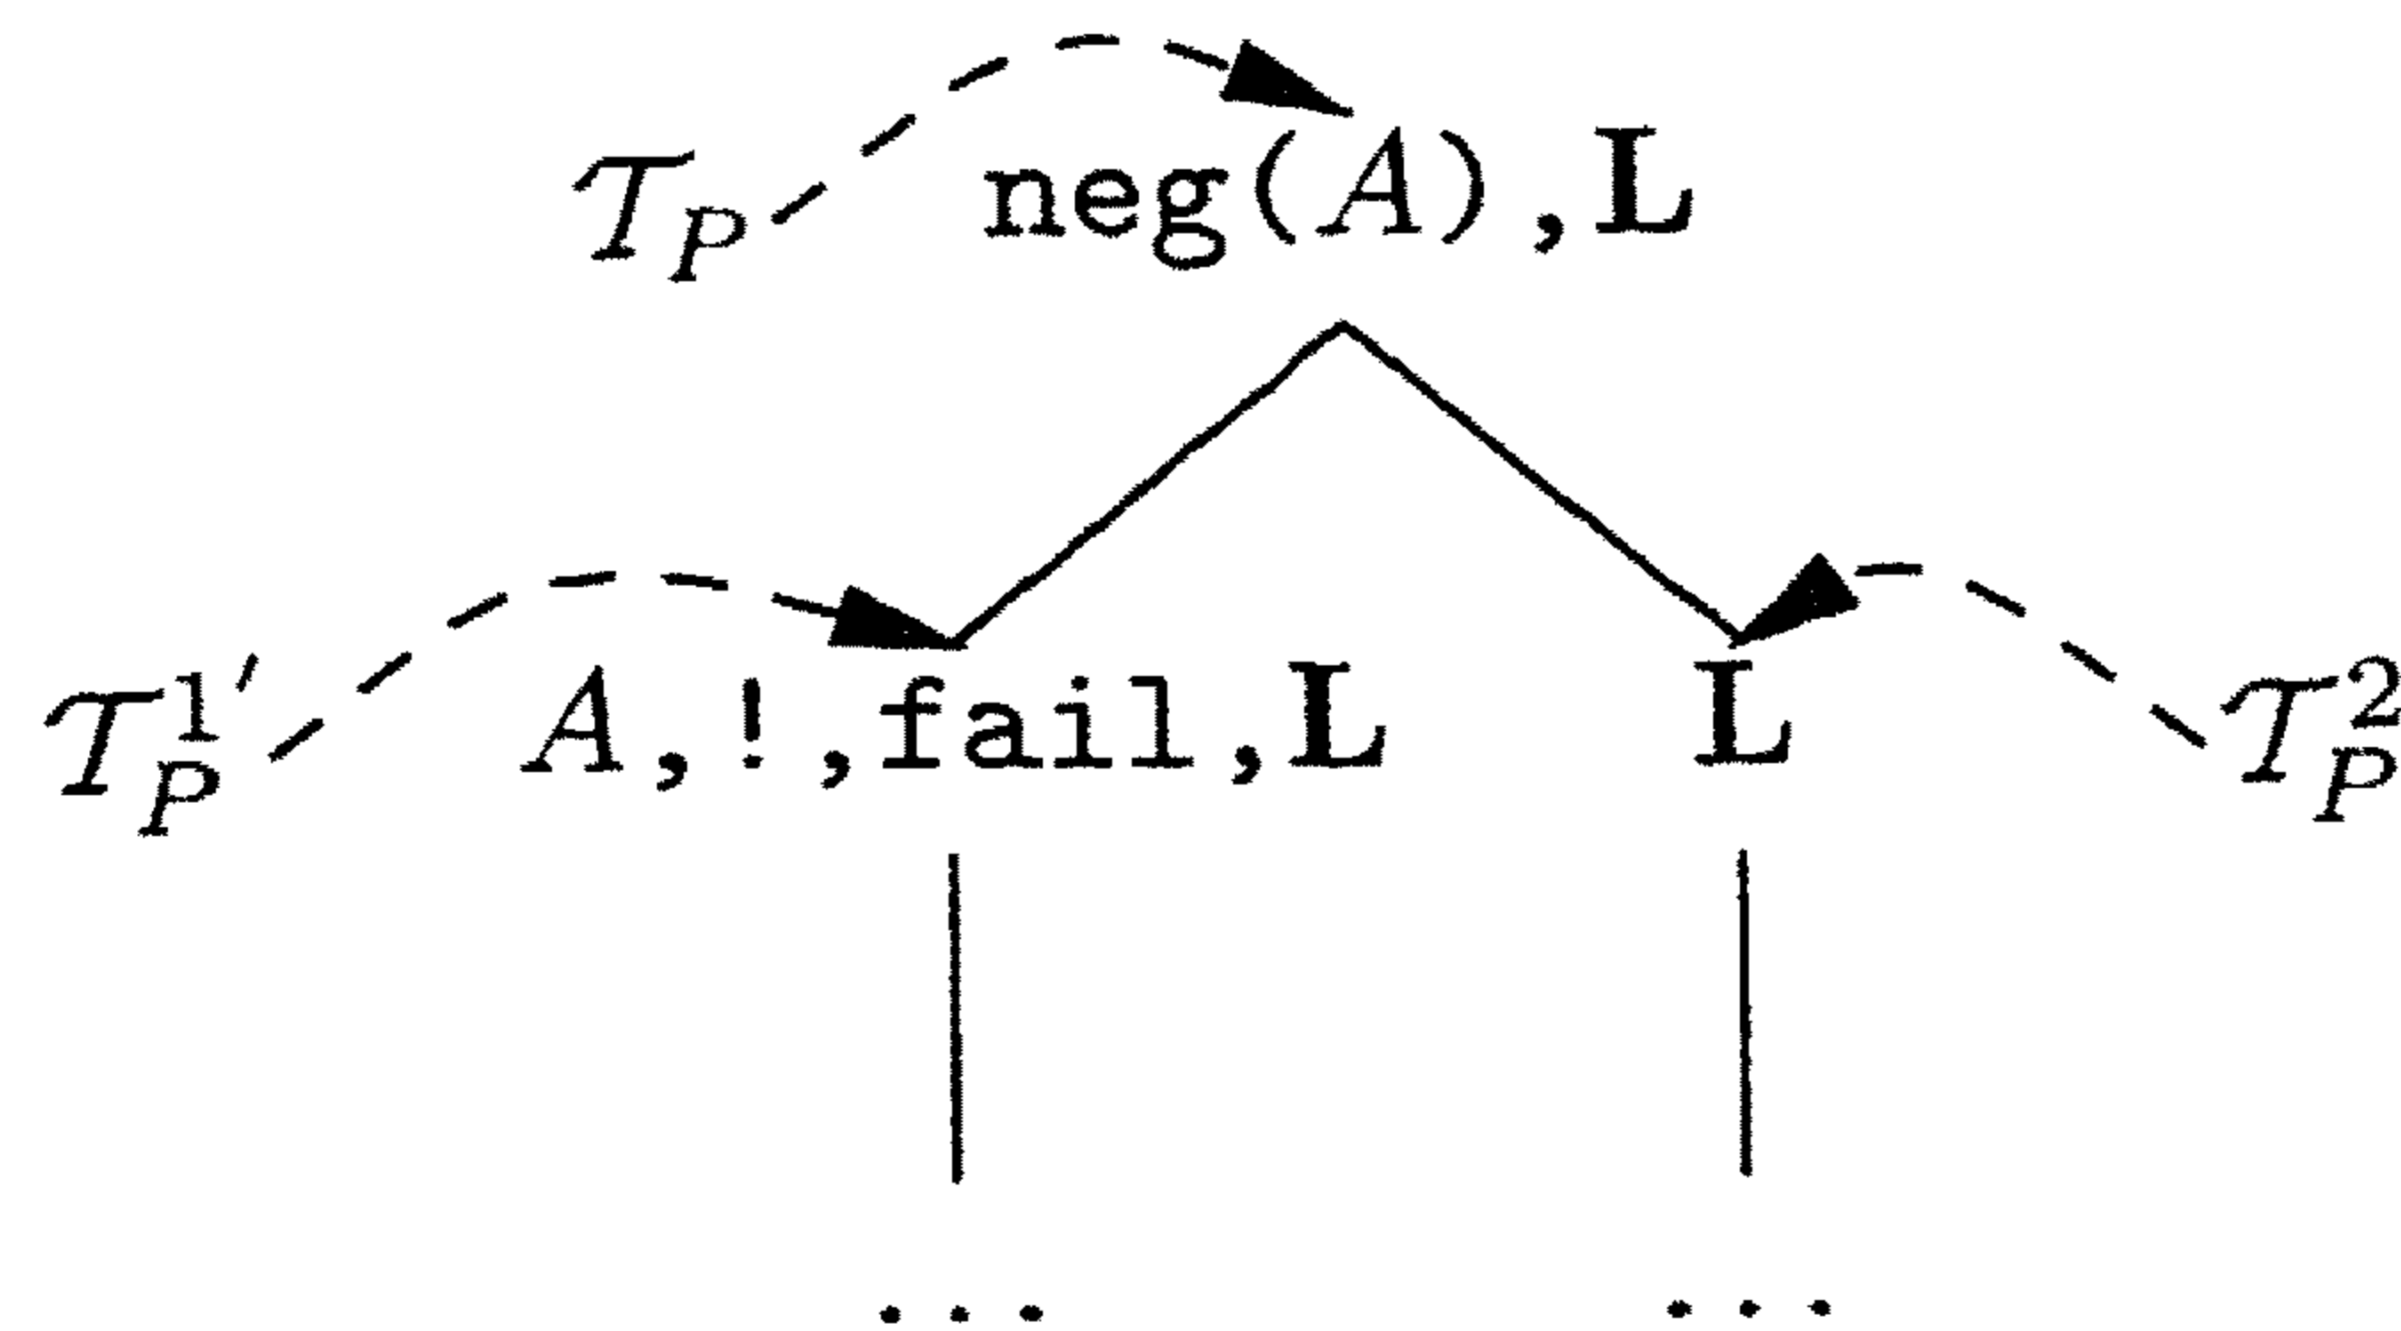 𝒯_P neg(A),L
𝒯_P^1′ A,!,fail,L L 𝒯_P^2
... ...